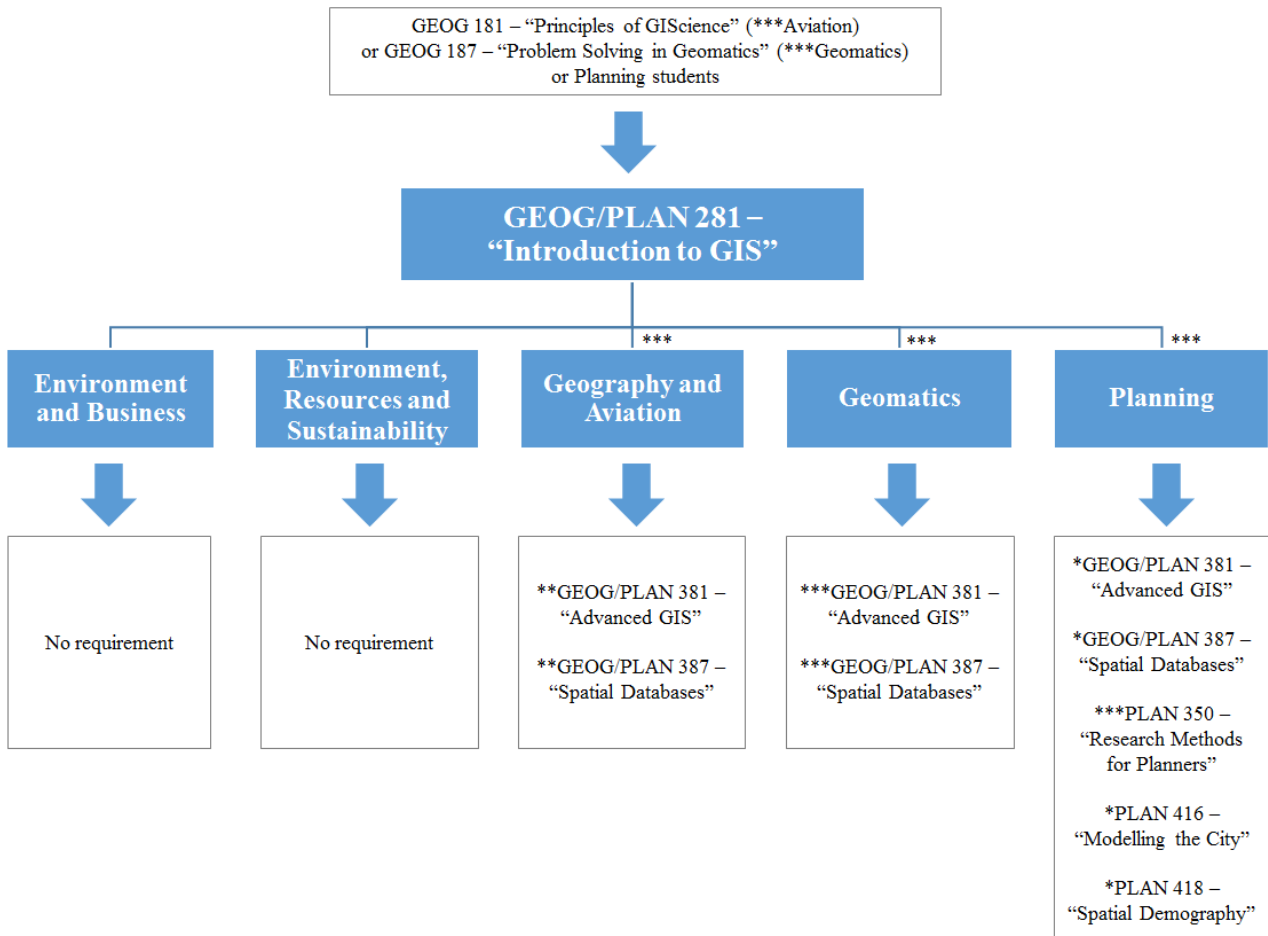 GEOG 181 – “Principles of GIScience” (***Aviation)
or GEOG 187 – “Problem Solving in Geomatics” (***Geomatics)
or Planning students
GEOG/PLAN 281 –
“Introduction to GIS”
***
***
***
Environment
and Business
Environment,
Resources and
Sustainability
Geography and
Aviation
Geomatics
Planning
No requirement
No requirement
**GEOG/PLAN 381 –
“Advanced GIS”
**GEOG/PLAN 387 –
“Spatial Databases”
***GEOG/PLAN 381 –
“Advanced GIS”
***GEOG/PLAN 387 –
“Spatial Databases”
*GEOG/PLAN 381 –
“Advanced GIS”
*GEOG/PLAN 387 –
“Spatial Databases”
***PLAN 350 –
“Research Methods
for Planners”
*PLAN 416 –
“Modelling the City”
*PLAN 418 –
“Spatial Demography”